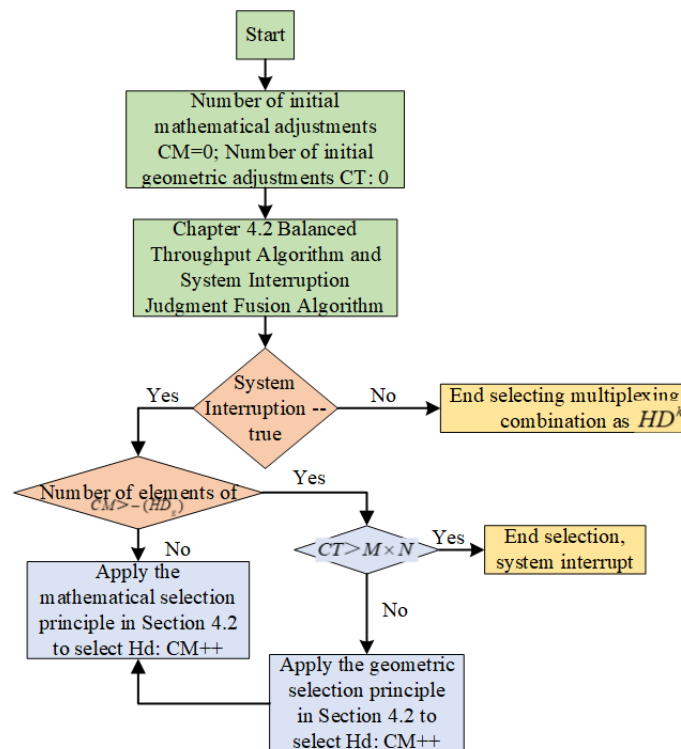 Start
Number of initial
mathematical adjustments
CM=0; Number of initial
geometric adjustments CT: 0
Chapter 4.2 Balanced
Throughput Algorithm and
System Interruption
Judgment Fusion Algorithm
System
Interruption --
true
Yes
No
End selecting multiplexing
combination as HD^k
Number of elements of
CM>-(HD_g)
Yes
No
CT>M×N
Yes
End selection,
system interrupt
No
Apply the
mathematical selection
principle in Section 4.2
to select Hd: CM++
Apply the geometric
selection principle
in Section 4.2 to
select Hd: CM++